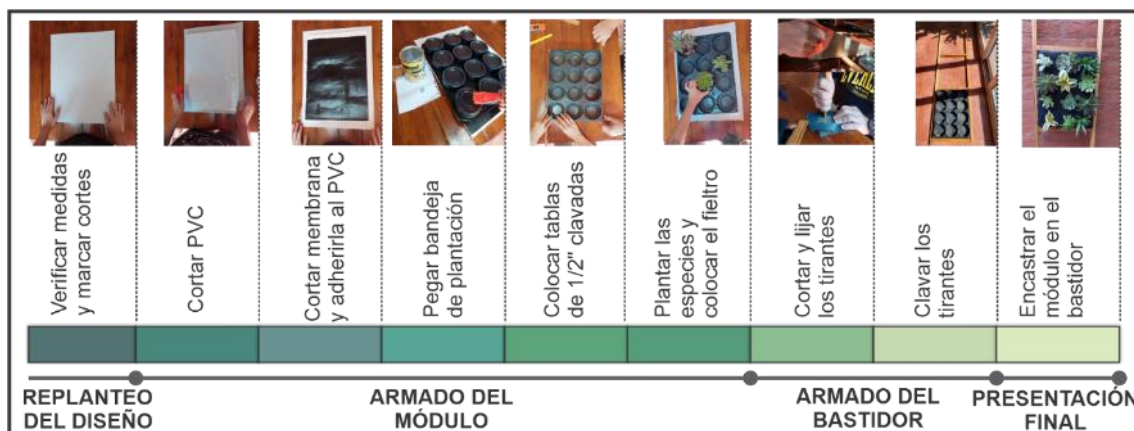 Verificar medidas
y marcar cortes
Cortar PVC
Cortar membrana
y adherirla al PVC
Pegar bandeja
de plantación
Colocar tablas
de 1/2" clavadas
Plantar las
especies y
colocar el fieltro
Cortar y lijar
los tirantes
Clavar los
tirantes
Encastrar el
módulo en el
bastidor
REPLANTEO
DEL DISEÑO
ARMADO DEL
MÓDULO
ARMADO DEL
BASTIDOR
PRESENTACIÓN
FINAL